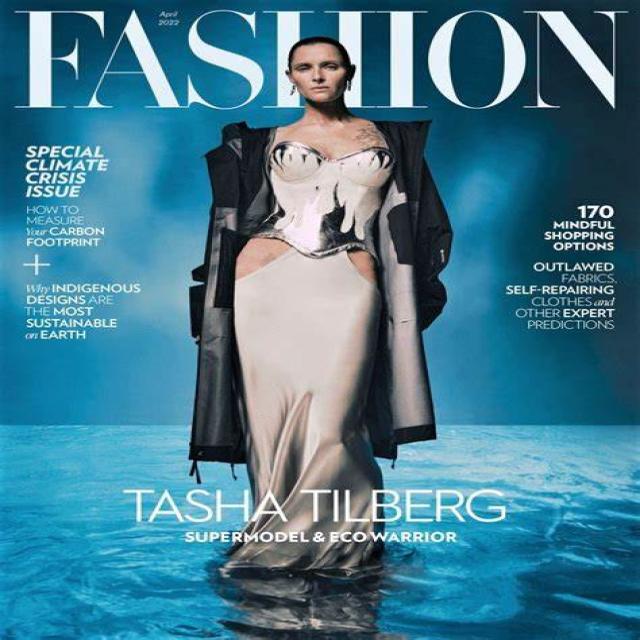 April
2022
FASHION
SPECIAL
CLIMATE
CRISIS
ISSUE
HOW TO
MEASURE
Your CARBON
FOOTPRINT
+
Why INDIGENOUS
DESIGNS ARE
THE MOST
SUSTAINABLE
on EARTH
170
MINDFUL
SHOPPING
OPTIONS
OUTLAWED
FABRICS,
SELF-REPAIRING
CLOTHES and
OTHER EXPERT
PREDICTIONS
TASHA TILBERG
SUPERMODEL & ECO WARRIOR